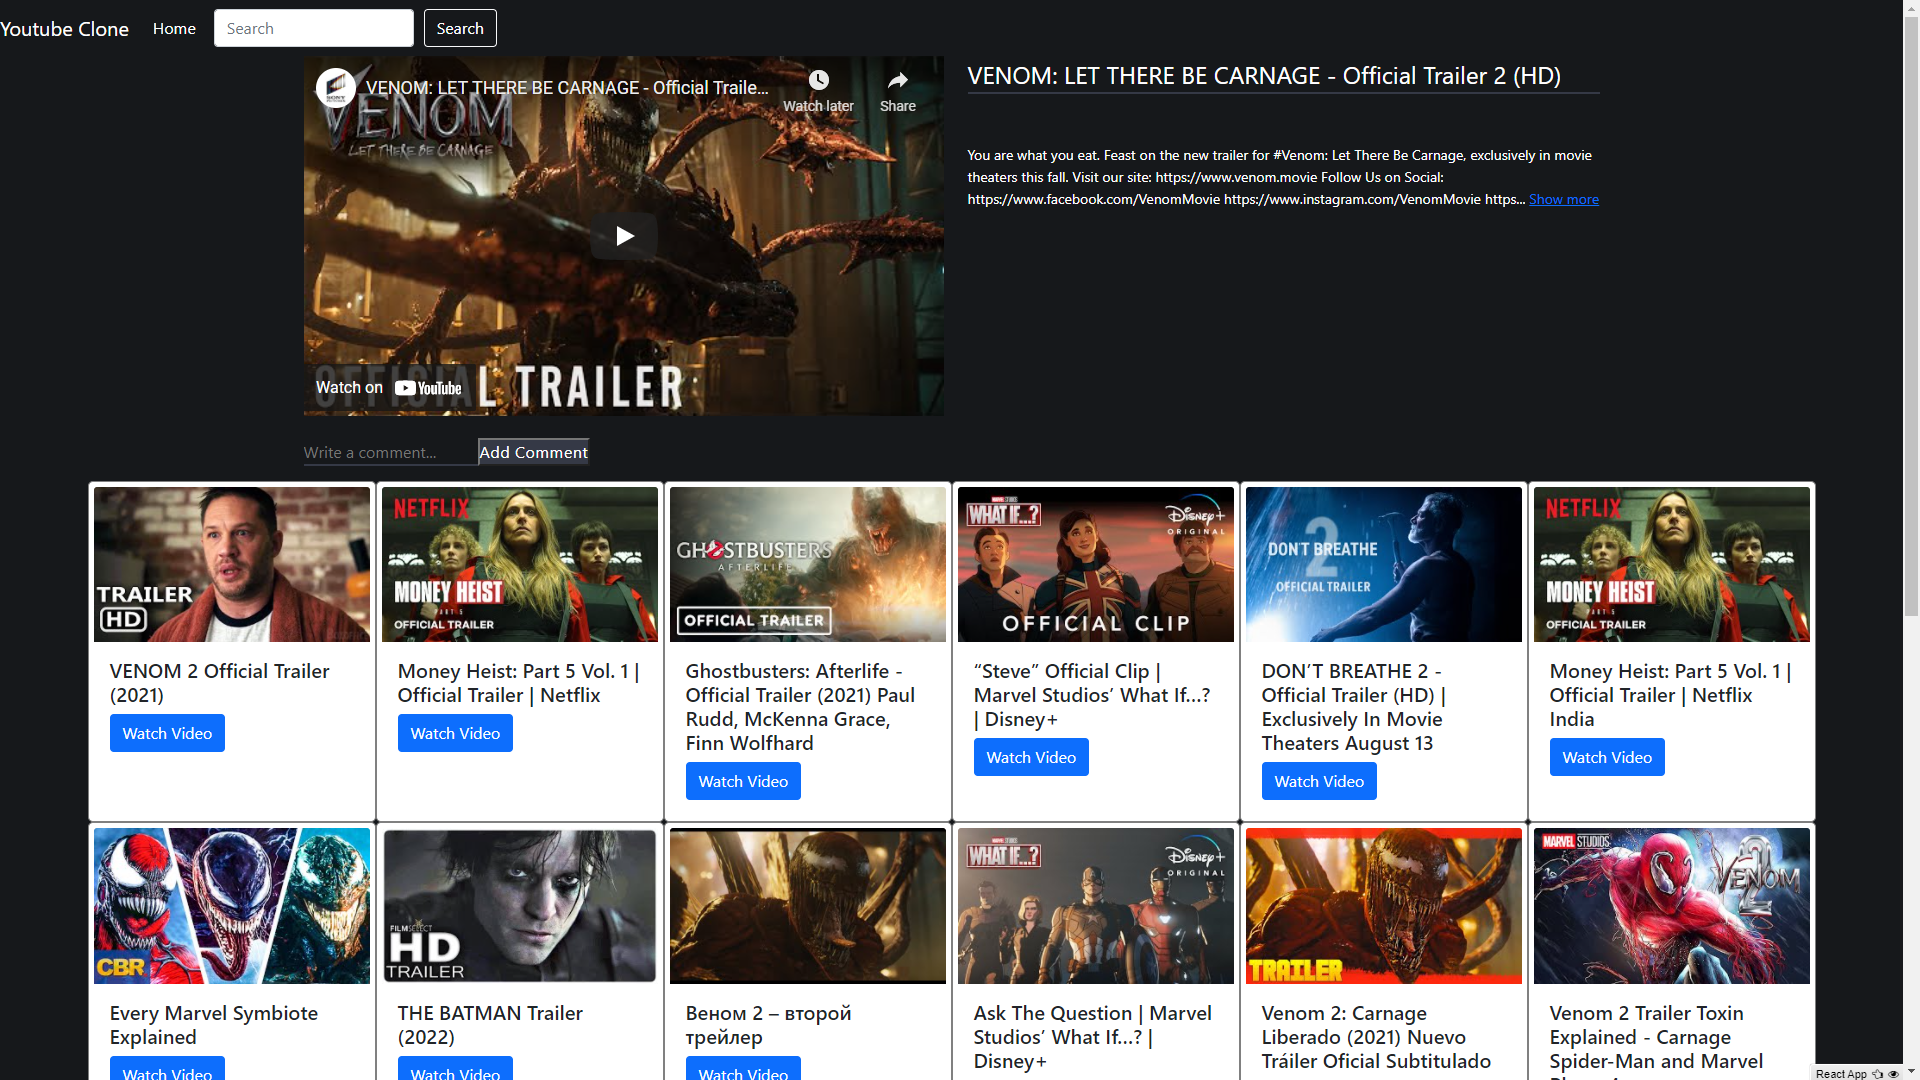 Youtube Clone Home Search Search
VENOM: LET THERE BE CARNAGE - Official Traile...
Watch later Share
VENOM
LET THERE BE CARNAGE
Watch on YouTube
OFFICIAL TRAILER
VENOM: LET THERE BE CARNAGE - Official Trailer 2 (HD)
You are what you eat. Feast on the new trailer for #Venom: Let There Be Carnage, exclusively in movie
theaters this fall. Visit our site: https://www.venom.movie Follow Us on Social:
https://www.facebook.com/VenomMovie https://www.instagram.com/VenomMovie https... Show more
Write a comment... Add Comment
TRAILER
HD
VENOM 2 Official Trailer
(2021)
Watch Video
NETFLIX
MONEY HEIST
PART 5
OFFICIAL TRAILER
Money Heist: Part 5 Vol. 1 |
Official Trailer | Netflix
Watch Video
GHOSTBUSTERS
AFTERLIFE
OFFICIAL TRAILER
Ghostbusters: Afterlife -
Official Trailer (2021) Paul
Rudd, McKenna Grace,
Finn Wolfhard
Watch Video
MARVEL STUDIOS
WHAT IF...?
Disney+
ORIGINAL
OFFICIAL CLIP
“Steve” Official Clip |
Marvel Studios’ What If…?
| Disney+
Watch Video
2
DON'T BREATHE
OFFICIAL TRAILER
DON’T BREATHE 2 -
Official Trailer (HD) |
Exclusively In Movie
Theaters August 13
Watch Video
NETFLIX
MONEY HEIST
PART 5
OFFICIAL TRAILER
Money Heist: Part 5 Vol. 1 |
Official Trailer | Netflix
India
Watch Video
CBR
Every Marvel Symbiote
Explained
Watch Video
FILMSELECT
HD
TRAILER
THE BATMAN Trailer
(2022)
Watch Video
Веном 2 – второй
трейлер
Watch Video
MARVEL STUDIOS
WHAT IF...?
Disney+
ORIGINAL
Ask The Question | Marvel
Studios’ What If…? |
Disney+
TRAILER
Venom 2: Carnage
Liberado (2021) Nuevo
Tráiler Oficial Subtitulado
MARVEL STUDIOS
VENOM
2
Venom 2 Trailer Toxin
Explained - Carnage
Spider-Man and Marvel
React App